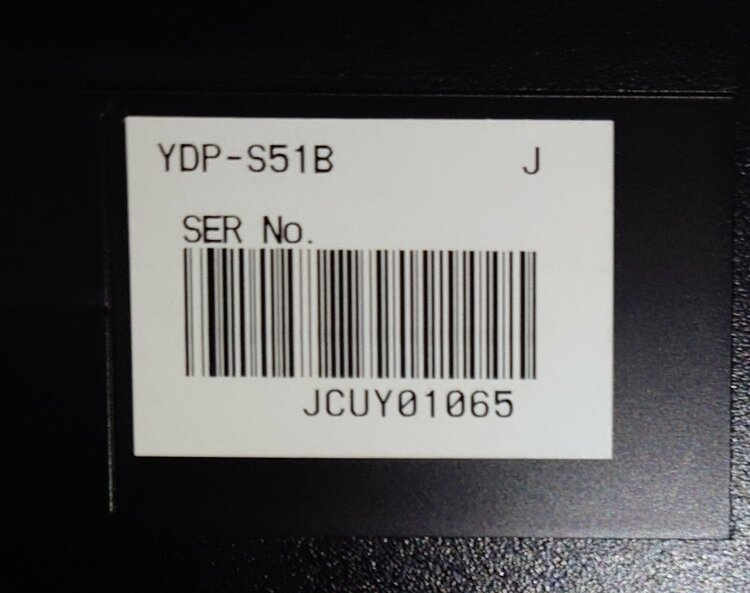 YDP-S51B J
SER No.
JCUY01065